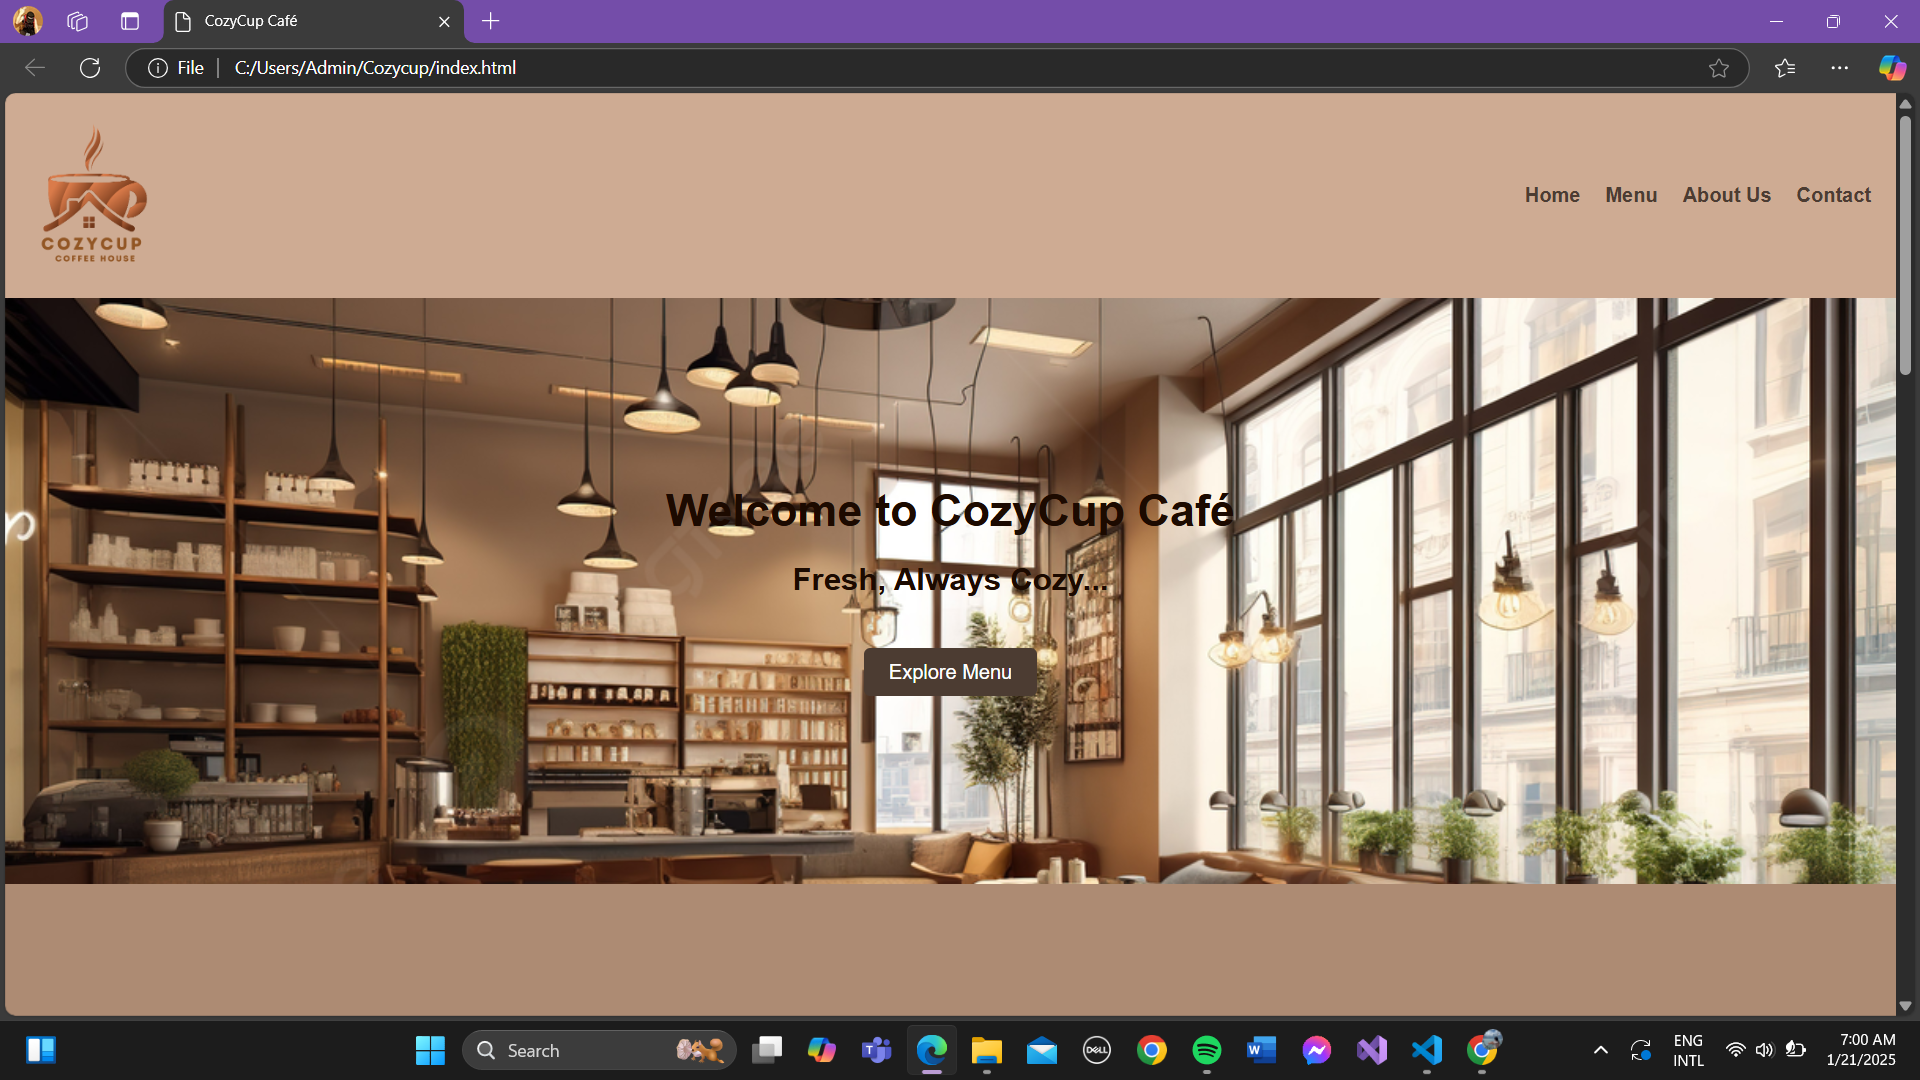 CozyCup Café
File
C:/Users/Admin/Cozycup/index.html
COZYCUP
COFFEE HOUSE
Home
Menu
About Us
Contact
Welcome to CozyCup Café
Fresh, Always Cozy...
Explore Menu
Search
DELL
ENG
INTL
7:00 AM
1/21/2025